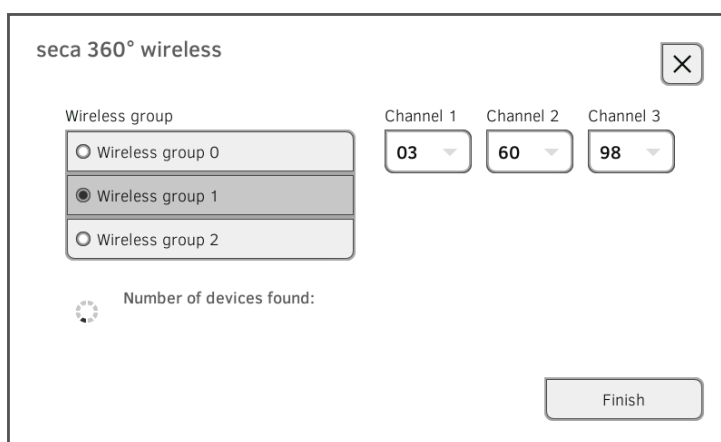 seca 360° wireless
Wireless group
Channel 1 Channel 2 Channel 3
Wireless group 0
03 60 98
Wireless group 1
Wireless group 2
Number of devices found:
Finish